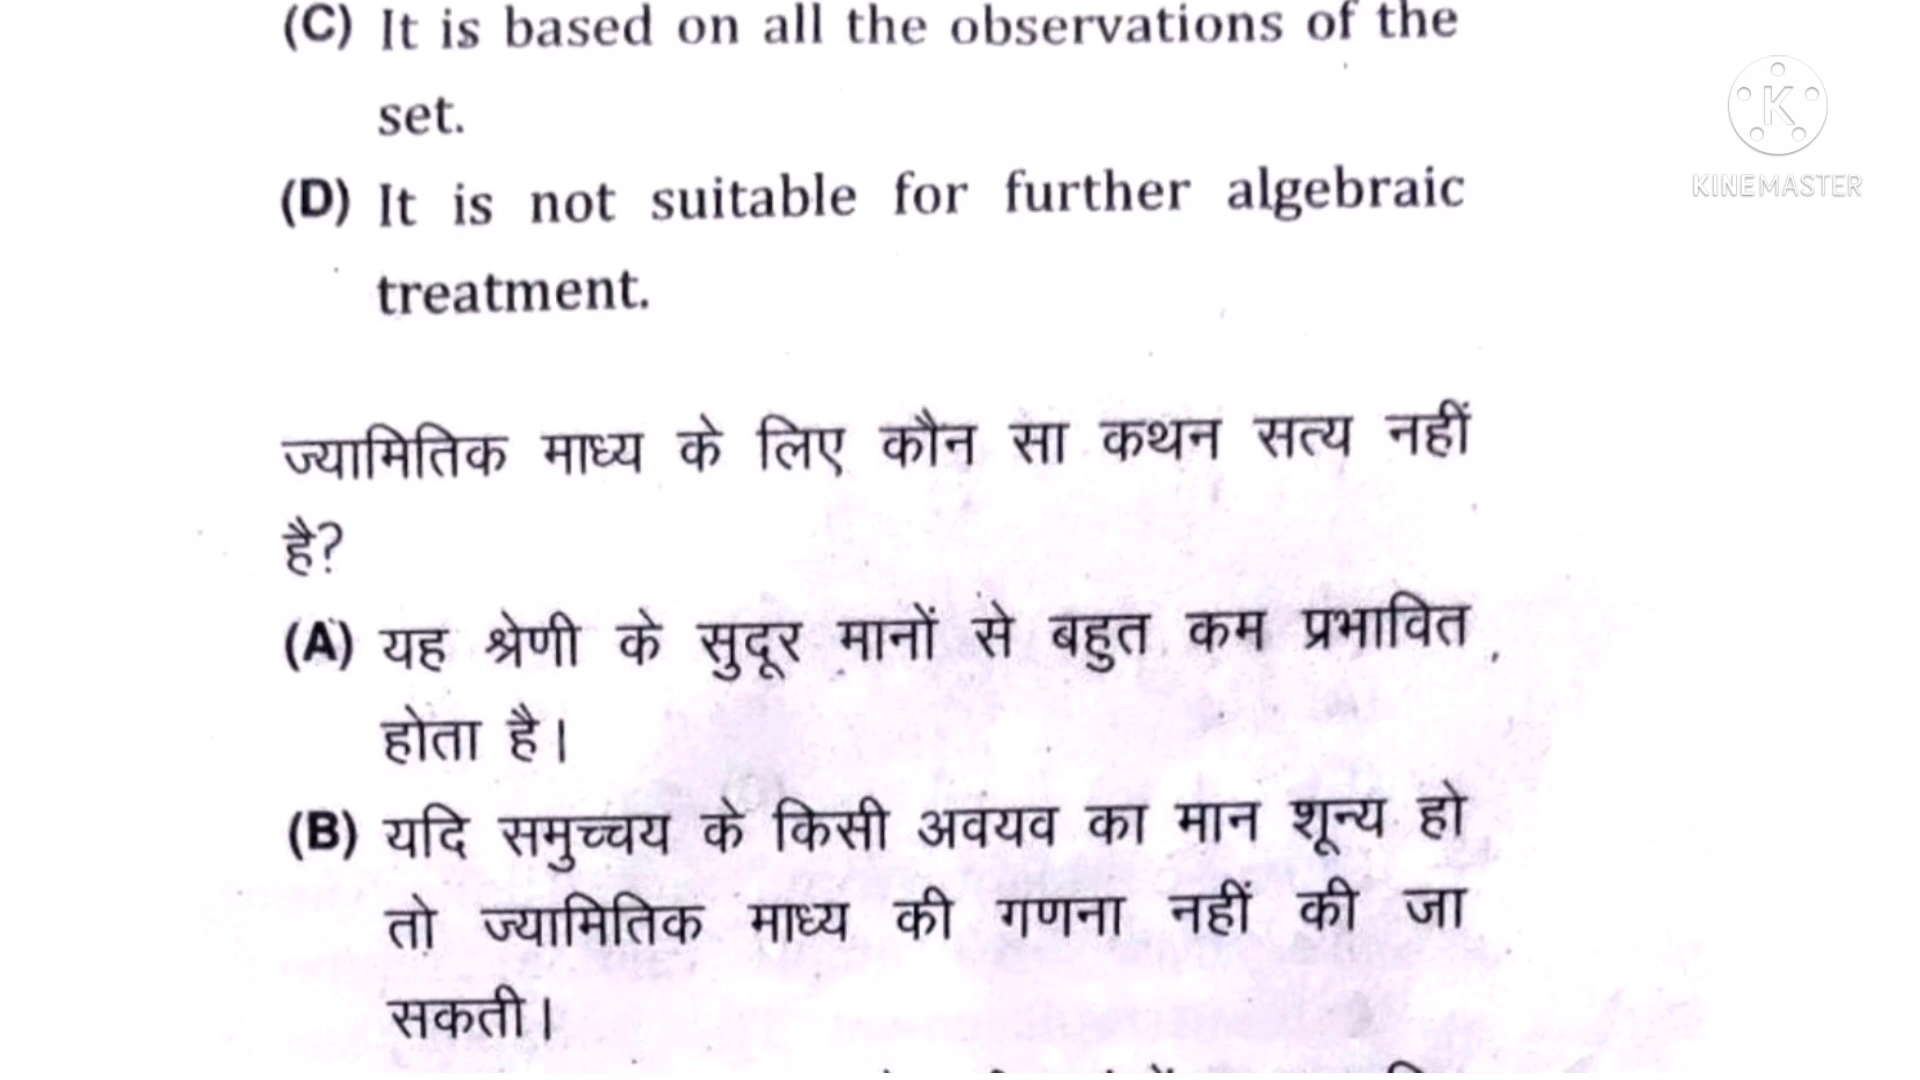 (C) It is based on all the observations of the
set.
(D) It is not suitable for further algebraic
treatment.
ज्यामितिक माध्य के लिए कौन सा कथन सत्य नहीं
है?
(A) यह श्रेणी के सुदूर मानों से बहुत कम प्रभावित
होता है।
(B) यदि समुच्चय के किसी अवयव का मान शून्य हो
तो ज्यामितिक माध्य की गणना नहीं की जा
सकती।
K
KINEMASTER